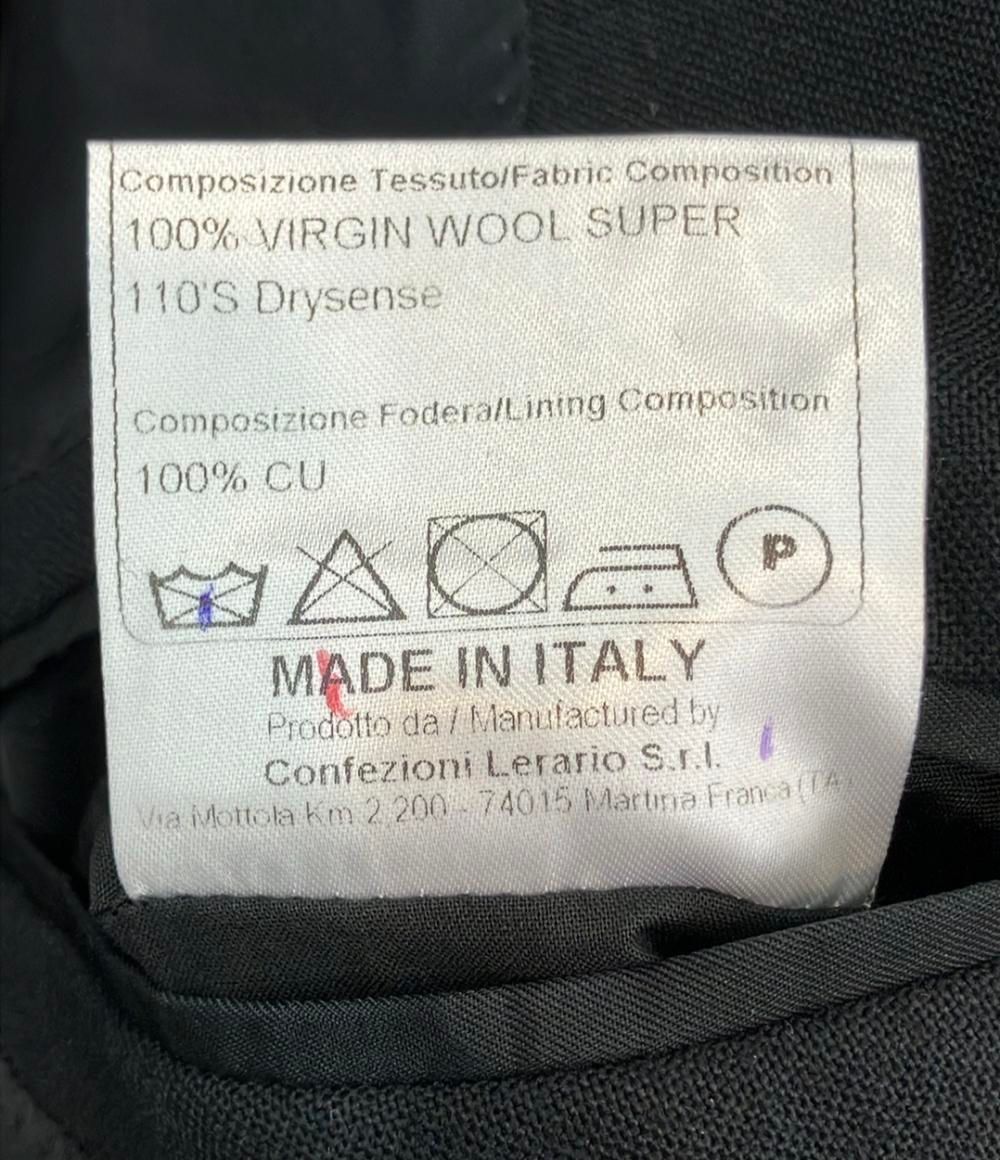 Composizione Tessuto/Fabric Composition
100% VIRGIN WOOL SUPER
110'S Drysense
Composizione Fodera/Lining Composition
100% CU
P
MADE IN ITALY
Prodotto da / Manufactured by
Confezioni Lerario S.r.l.
Via Mottola Km 2,200 - 74015 Martina Franca (TA